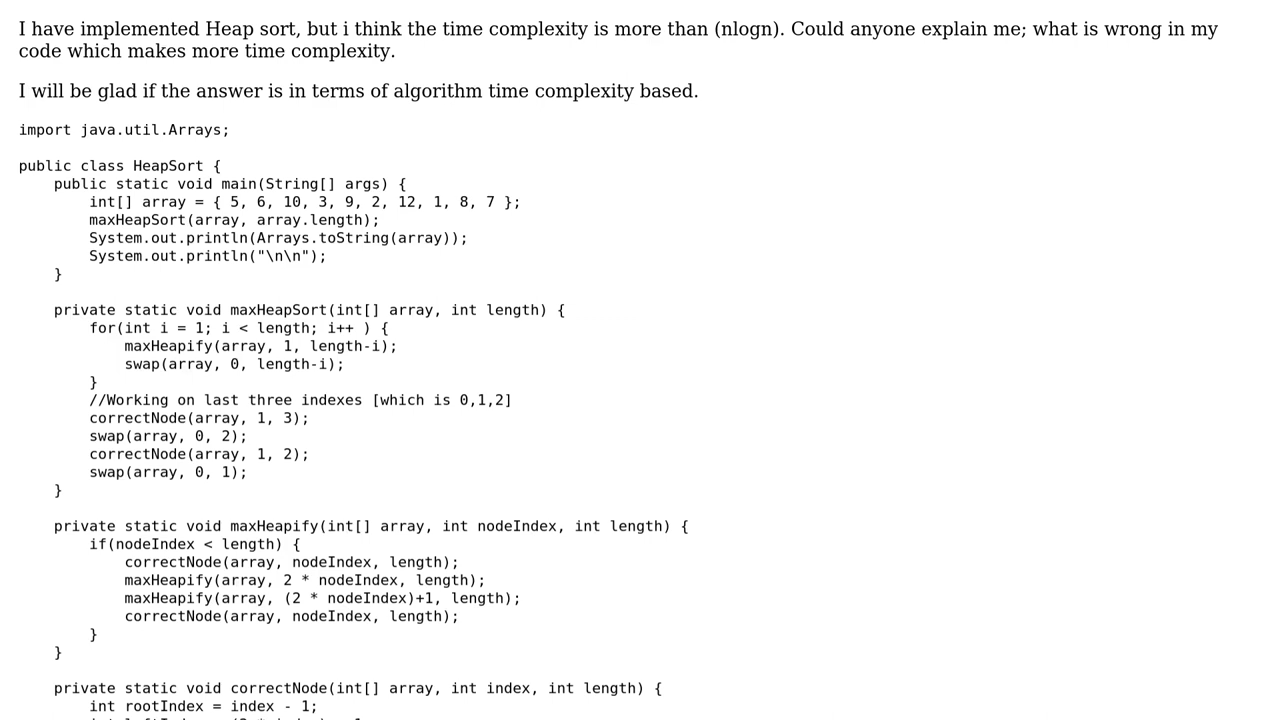 I have implemented Heap sort, but i think the time complexity is more than (nlogn). Could anyone explain me; what is wrong in my
code which makes more time complexity.
I will be glad if the answer is in terms of algorithm time complexity based.
import java.util.Arrays;
public class HeapSort {
    public static void main(String[] args) {
        int[] array = { 5, 6, 10, 3, 9, 2, 12, 1, 8, 7 };
        maxHeapSort(array, array.length);
        System.out.println(Arrays.toString(array));
        System.out.println("\n\n");
    }
    private static void maxHeapSort(int[] array, int length) {
        for(int i = 1; i < length; i++ ) {
            maxHeapify(array, 1, length-i);
            swap(array, 0, length-i);
        }
        //Working on last three indexes [which is 0,1,2]
        correctNode(array, 1, 3);
        swap(array, 0, 2);
        correctNode(array, 1, 2);
        swap(array, 0, 1);
    }
    private static void maxHeapify(int[] array, int nodeIndex, int length) {
        if(nodeIndex < length) {
            correctNode(array, nodeIndex, length);
            maxHeapify(array, 2 * nodeIndex, length);
            maxHeapify(array, (2 * nodeIndex)+1, length);
            correctNode(array, nodeIndex, length);
        }
    }
    private static void correctNode(int[] array, int index, int length) {
        int rootIndex = index - 1;